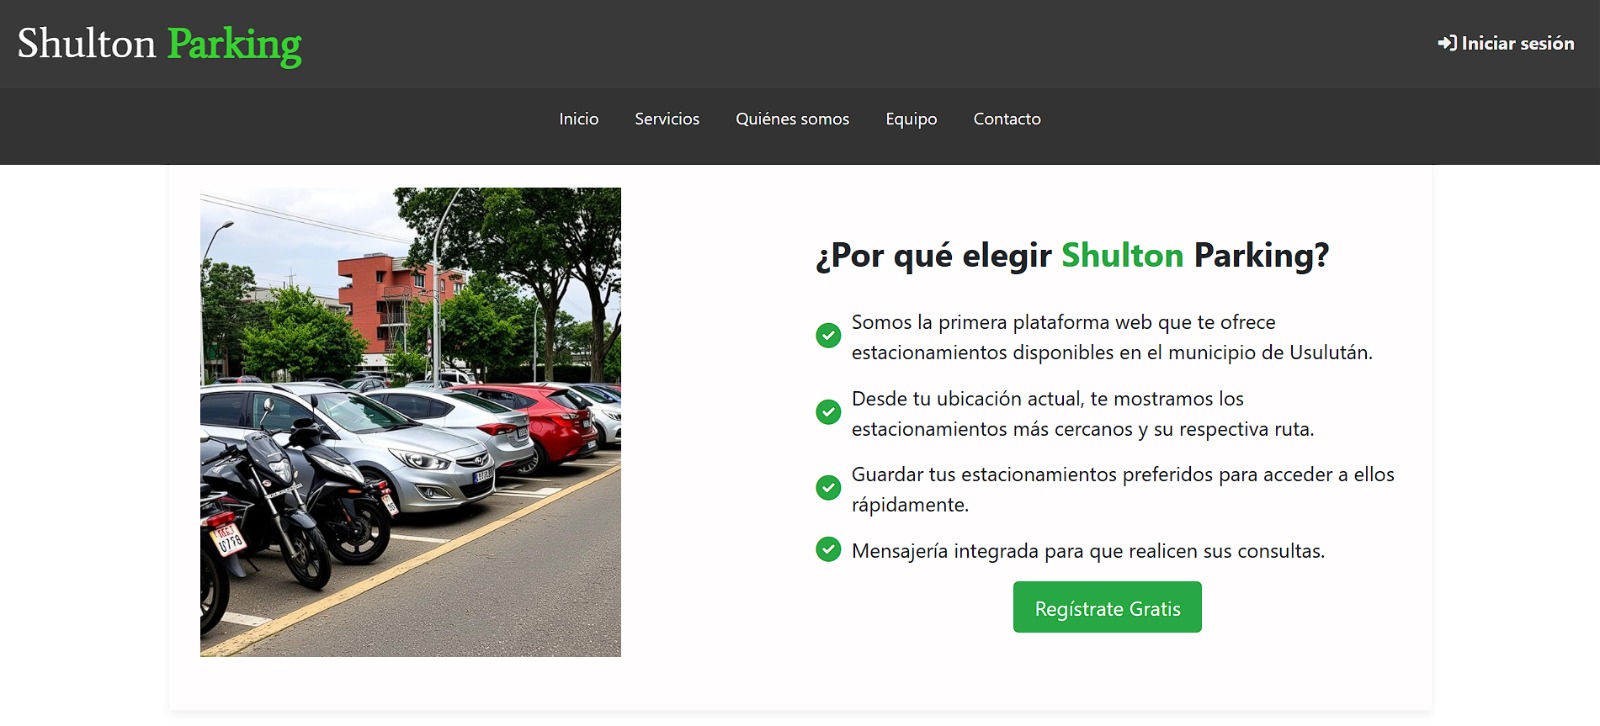 Shulton Parking
Iniciar sesión
Inicio Servicios Quiénes somos Equipo Contacto
¿Por qué elegir Shulton Parking?
Somos la primera plataforma web que te ofrece
estacionamientos disponibles en el municipio de Usulután.
Desde tu ubicación actual, te mostramos los
estacionamientos más cercanos y su respectiva ruta.
Guardar tus estacionamientos preferidos para acceder a ellos
rápidamente.
Mensajería integrada para que realicen sus consultas.
Regístrate Gratis